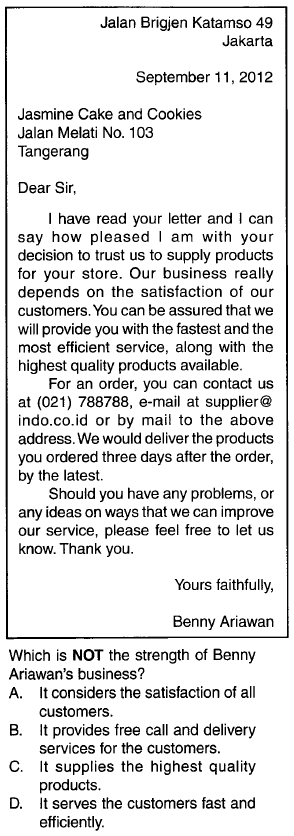 Jalan Brigjen Katamso 49
Jakarta
September 11, 2012
Jasmine Cake and Cookies
Jalan Melati No. 103
Tangerang
Dear Sir,
I have read your letter and I can
say how pleased I am with your
decision to trust us to supply products
for your store. Our business really
depends on the satisfaction of our
customers. You can be assured that we
will provide you with the fastest and the
most efficient service, along with the
highest quality products available.
For an order, you can contact us
at (021) 788788, e-mail at supplier@
indo.co.id or by mail to the above
address. We would deliver the products
you ordered three days after the order,
by the latest.
Should you have any problems, or
any ideas on ways that we can improve
our service, please feel free to let us
know. Thank you.
Yours faithfully,
Benny Ariawan
Which is NOT the strength of Benny
Ariawan's business?
A. It considers the satisfaction of all
customers.
B. It provides free call and delivery
services for the customers.
C. It supplies the highest quality
products.
D. It serves the customers fast and
efficiently.